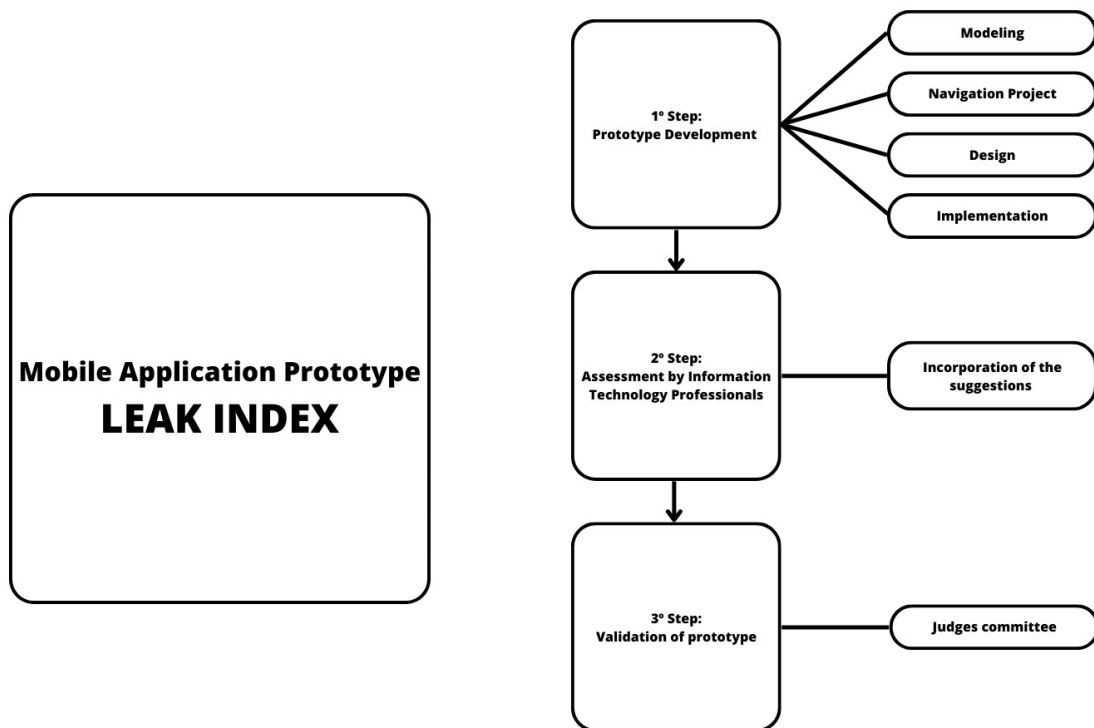 Mobile Application Prototype
LEAK INDEX
1º Step:
Prototype Development
Modeling
Navigation Project
Design
Implementation
2º Step:
Assessment by Information
Technology Professionals
Incorporation of the
suggestions
3º Step:
Validation of prototype
Judges committee